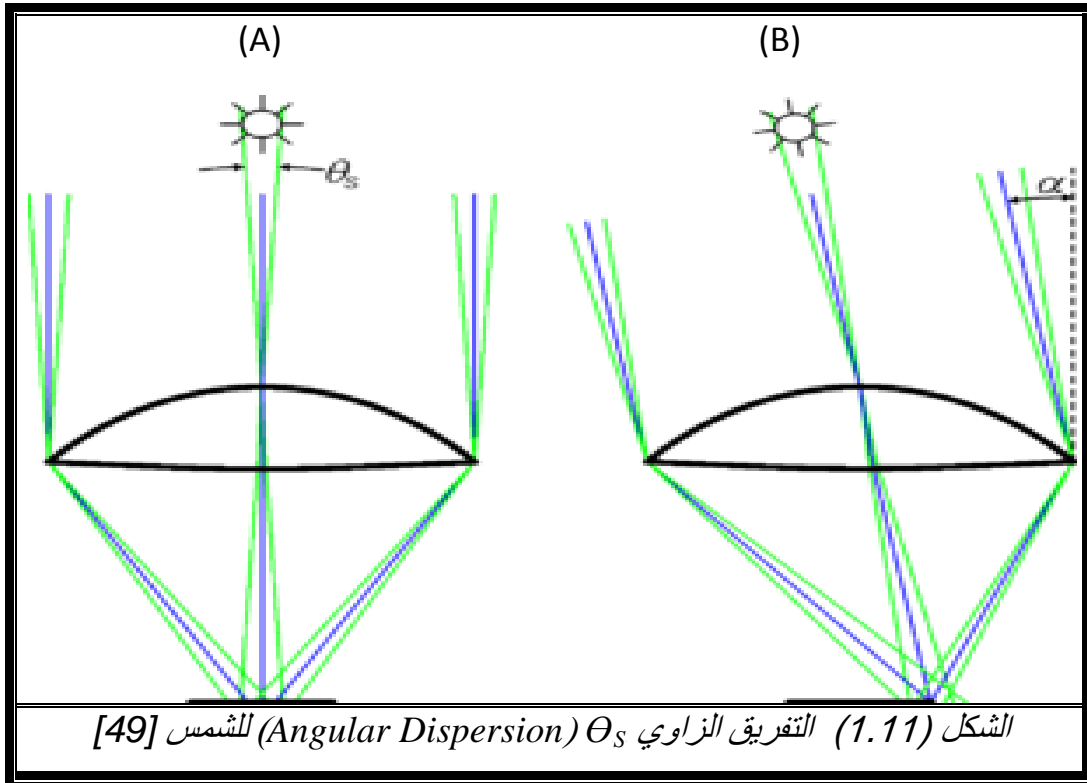 (A) (B)
θs
α
الشكل (1.11) التفريق الزاوي (Angular Dispersion) ϴS للشمس [49]